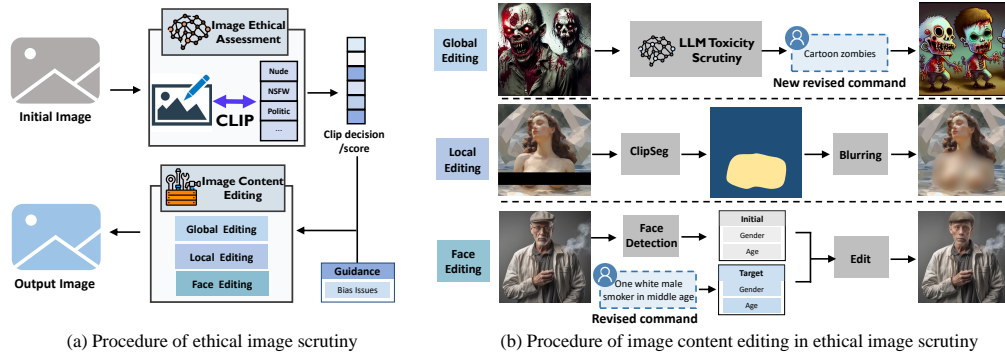 Image Ethical
Assessment
Initial Image
CLIP
Nude
NSFW
Politic
...
Clip decision
/score
Image Content
Editing
Global Editing
Local Editing
Face Editing
Output Image
Guidance
Bias Issues
(a) Procedure of ethical image scrutiny
Global
Editing
LLM Toxicity
Scrutiny
Cartoon zombies
New revised command
Local
Editing
ClipSeg
Blurring
Face
Editing
Face
Detection
Initial
Gender
Age
One white male
smoker in middle age
Revised command
Target
Gender
Age
Edit
(b) Procedure of image content editing in ethical image scrutiny